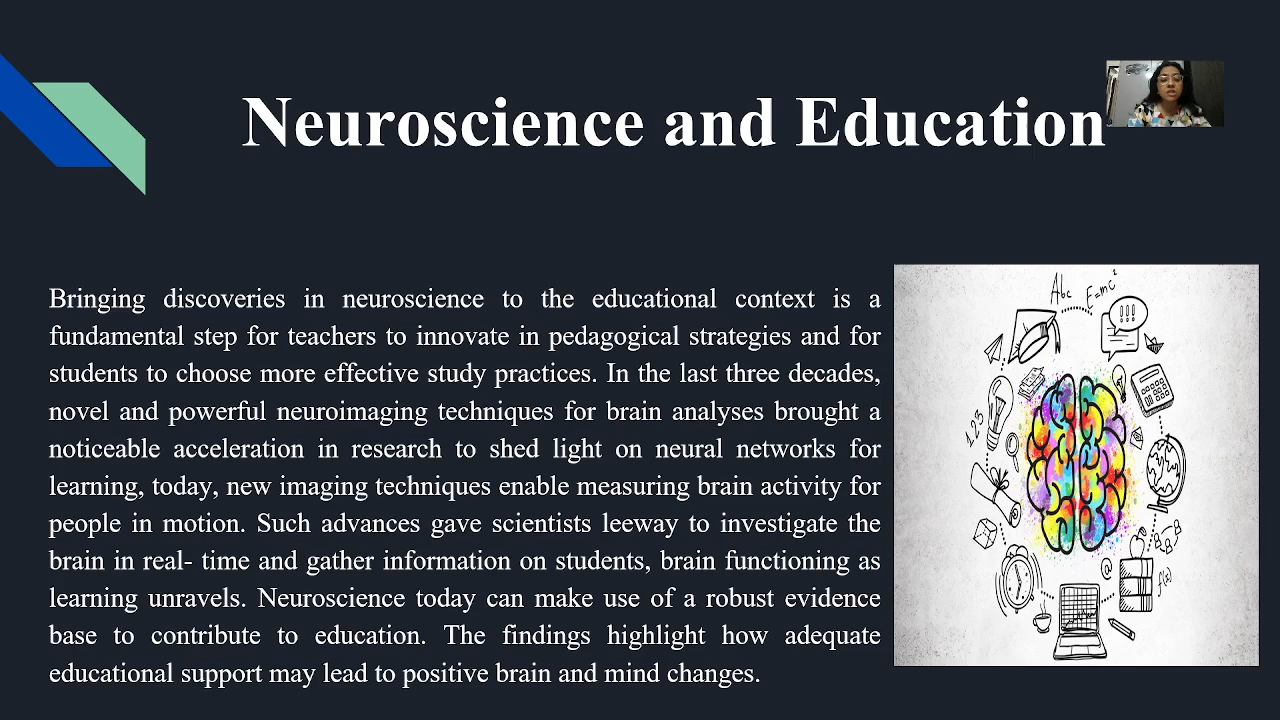 Neuroscience and Education
Bringing discoveries in neuroscience to the educational context is a
fundamental step for teachers to innovate in pedagogical strategies and for
students to choose more effective study practices. In the last three decades,
novel and powerful neuroimaging techniques for brain analyses brought a
noticeable acceleration in research to shed light on neural networks for
learning, today, new imaging techniques enable measuring brain activity for
people in motion. Such advances gave scientists leeway to investigate the
brain in real- time and gather information on students, brain functioning as
learning unravels. Neuroscience today can make use of a robust evidence
base to contribute to education. The findings highlight how adequate
educational support may lead to positive brain and mind changes.
Abc
E=mc²
!!!
1.23
@
f(x)